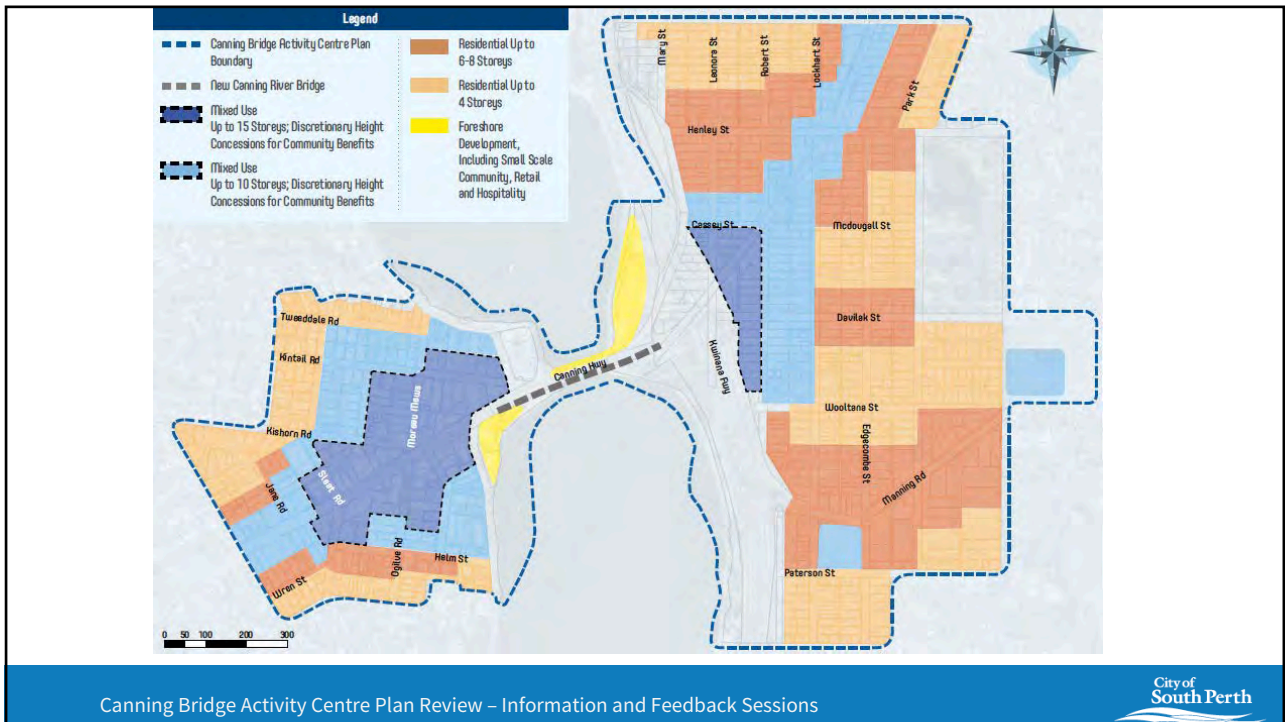 Legend
Canning Bridge Activity Centre Plan
Boundary
New Canning River Bridge
Mixed Use
Up to 15 Storeys; Discretionary Height
Concessions for Community Benefits
Mixed Use
Up to 10 Storeys; Discretionary Height
Concessions for Community Benefits
Residential Up to
6-8 Storeys
Residential Up to
4 Storeys
Foreshore
Development,
Including Small Scale
Community, Retail
and Hospitality
Mary St
Leonora St
Robert St
Lockhart St
Park St
Henley St
Cassey St
Mcdougall St
Davilak St
Kwinana Fwy
Canning Hwy
Wooltana St
Edgecombe St
Manning Rd
Paterson St
Tweeddale Rd
Kintail Rd
Moreau Mews
Kishorn Rd
Sleat Rd
Jane Rd
Ogilvie Rd
Helm St
Wren St
0 50 100 200 300
Canning Bridge Activity Centre Plan Review – Information and Feedback Sessions
City of
South Perth